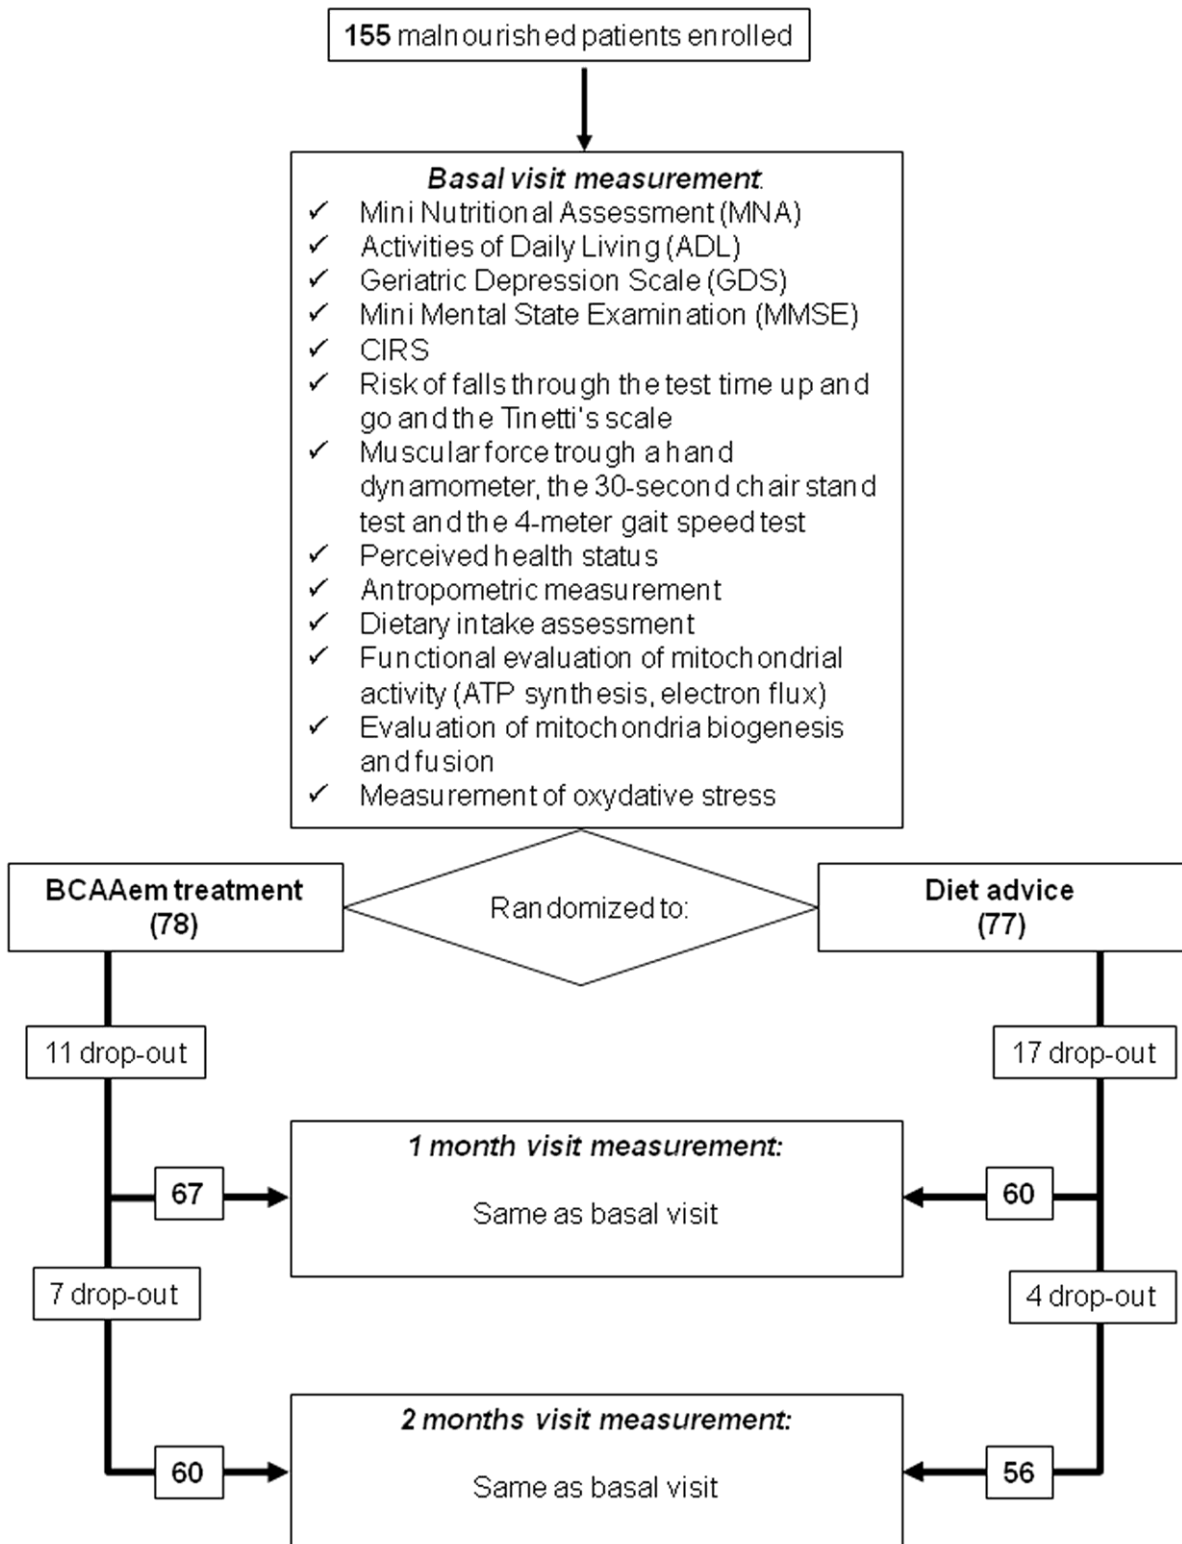 155 malnourished patients enrolled
Basal visit measurement:
✓ Mini Nutritional Assessment (MNA)
✓ Activities of Daily Living (ADL)
✓ Geriatric Depression Scale (GDS)
✓ Mini Mental State Examination (MMSE)
✓ CIRS
✓ Risk of falls through the test time up and
go and the Tinetti's scale
✓ Muscular force trough a hand
dynamometer, the 30-second chair stand
test and the 4-meter gait speed test
✓ Perceived health status
✓ Antropometric measurement
✓ Dietary intake assessment
✓ Functional evaluation of mitochondrial
activity (ATP synthesis, electron flux)
✓ Evaluation of mitochondria biogenesis
and fusion
✓ Measurement of oxydative stress
BCAAem treatment
(78)
Randomized to:
Diet advice
(77)
11 drop-out
17 drop-out
1 month visit measurement:
67
60
Same as basal visit
7 drop-out
4 drop-out
2 months visit measurement:
60
56
Same as basal visit